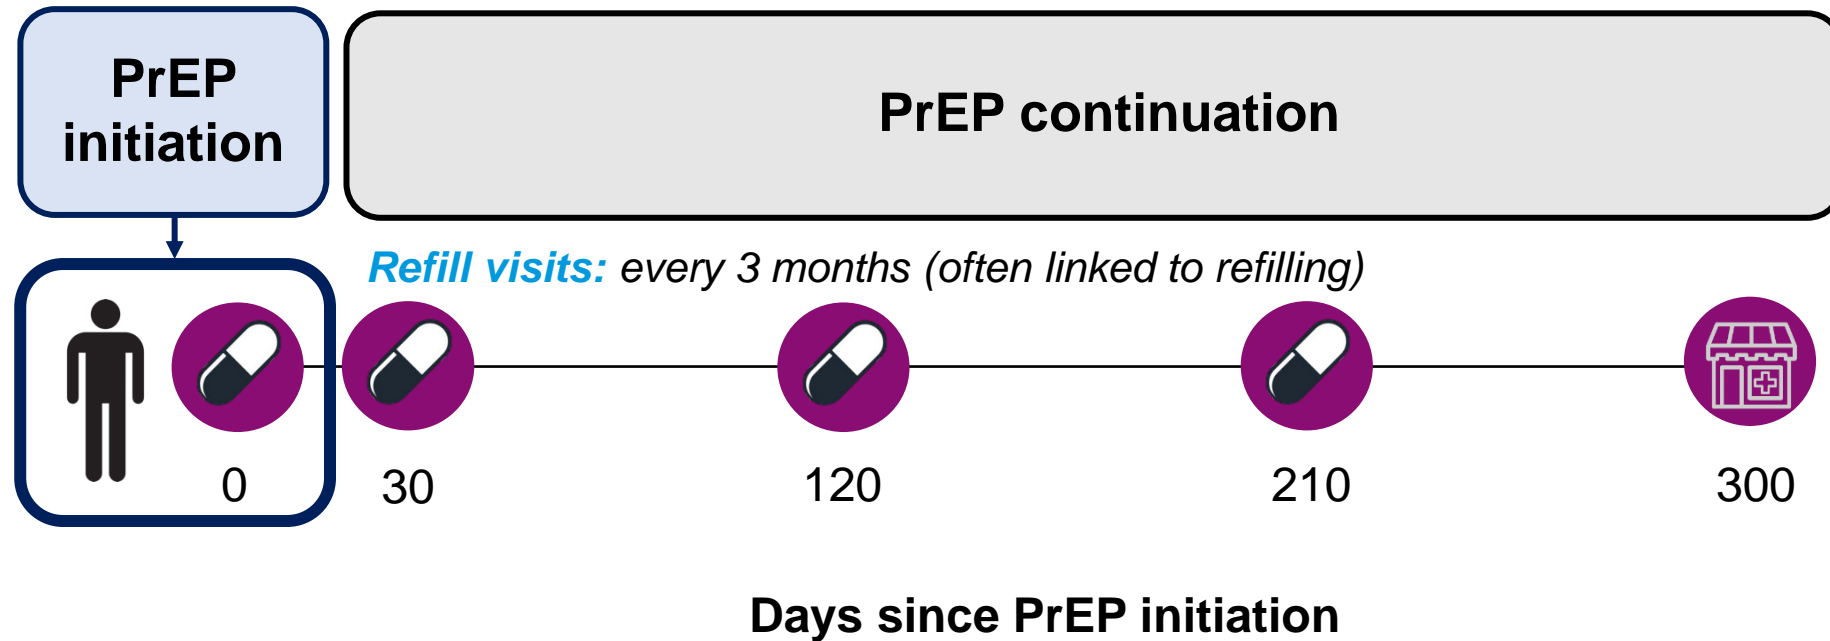 PrEP
initiation
PrEP continuation
Refill visits: every 3 months (often linked to refilling)
0
30
120
210
300
Days since PrEP initiation